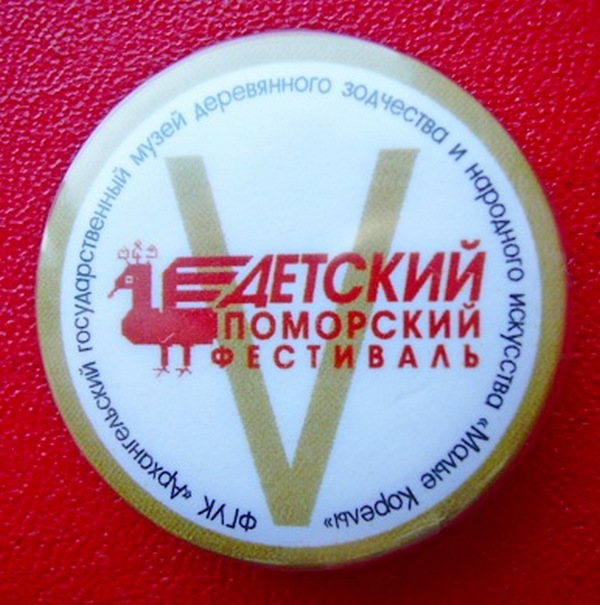 ФГУК «Архангельский государственный музей деревянного зодчества и народного искусства «Малые Корелы»
V
ДЕТСКИЙ
ПОМОРСКИЙ
ФЕСТИВАЛЬ